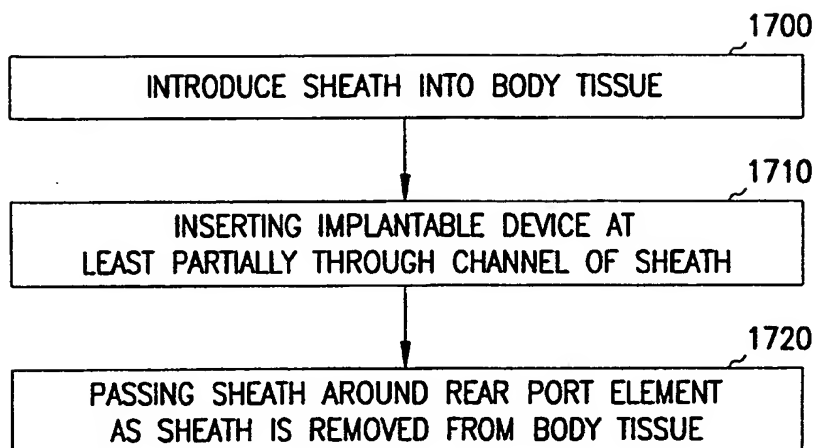 1700
INTRODUCE SHEATH INTO BODY TISSUE
1710
INSERTING IMPLANTABLE DEVICE AT
LEAST PARTIALLY THROUGH CHANNEL OF SHEATH
1720
PASSING SHEATH AROUND REAR PORT ELEMENT
AS SHEATH IS REMOVED FROM BODY TISSUE